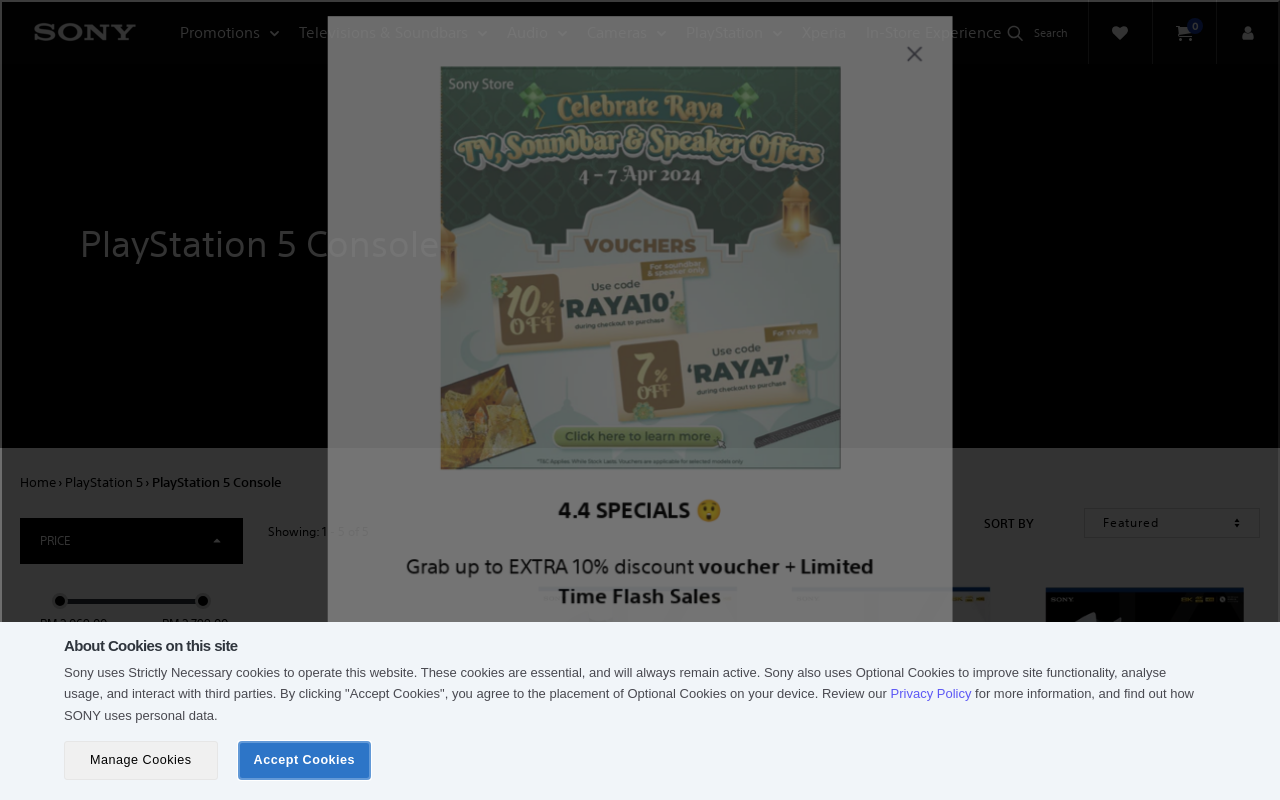 SONY
Promotions
Televisions & Soundbars
Audio
Cameras
PlayStation
Xperia
In-Store Experience
Search
0
Sony Store
Celebrate Raya
TV, Soundbar & Speaker Offers
4 – 7 Apr 2024
PlayStation 5 Console
VOUCHERS
For soundbar
& speaker only
10% OFF
Use code
'RAYA10'
during checkout to purchase
For TV only
7% OFF
Use code
'RAYA7'
during checkout to purchase
Click here to learn more
*T&C Applies. While Stock Lasts. Vouchers are applicable for selected models only
Home › PlayStation 5 › PlayStation 5 Console
4.4 SPECIALS 😲
PRICE
Showing: 1 - 5 of 5
SORT BY
Featured
Grab up to EXTRA 10% discount voucher + Limited
Time Flash Sales
SONY
About Cookies on this site
Sony uses Strictly Necessary cookies to operate this website. These cookies are essential, and will always remain active. Sony also uses Optional Cookies to improve site functionality, analyse
usage, and interact with third parties. By clicking "Accept Cookies", you agree to the placement of Optional Cookies on your device. Review our Privacy Policy for more information, and find out how
SONY uses personal data.
Manage Cookies
Accept Cookies